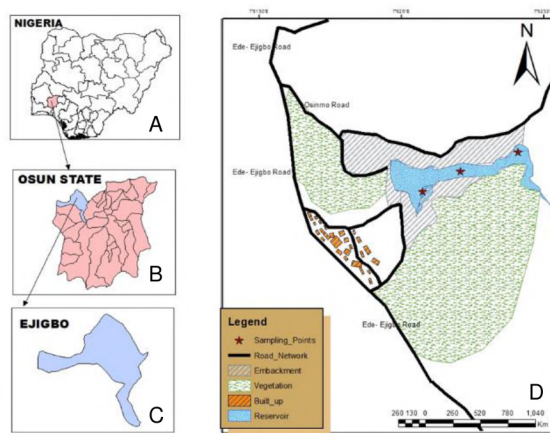 NIGERIA
A
OSUN STATE
B
EJIGBO
C
N
Ede- Ejigbo Road
Osinmo Road
Ede- Ejigbo Road
Ede- Ejigbo Road
Legend
Sampling_Points
Road_Network
Embackment
Vegetation
Built_up
Reservoir
D
260 130 0 260 520 780 1,040
Km